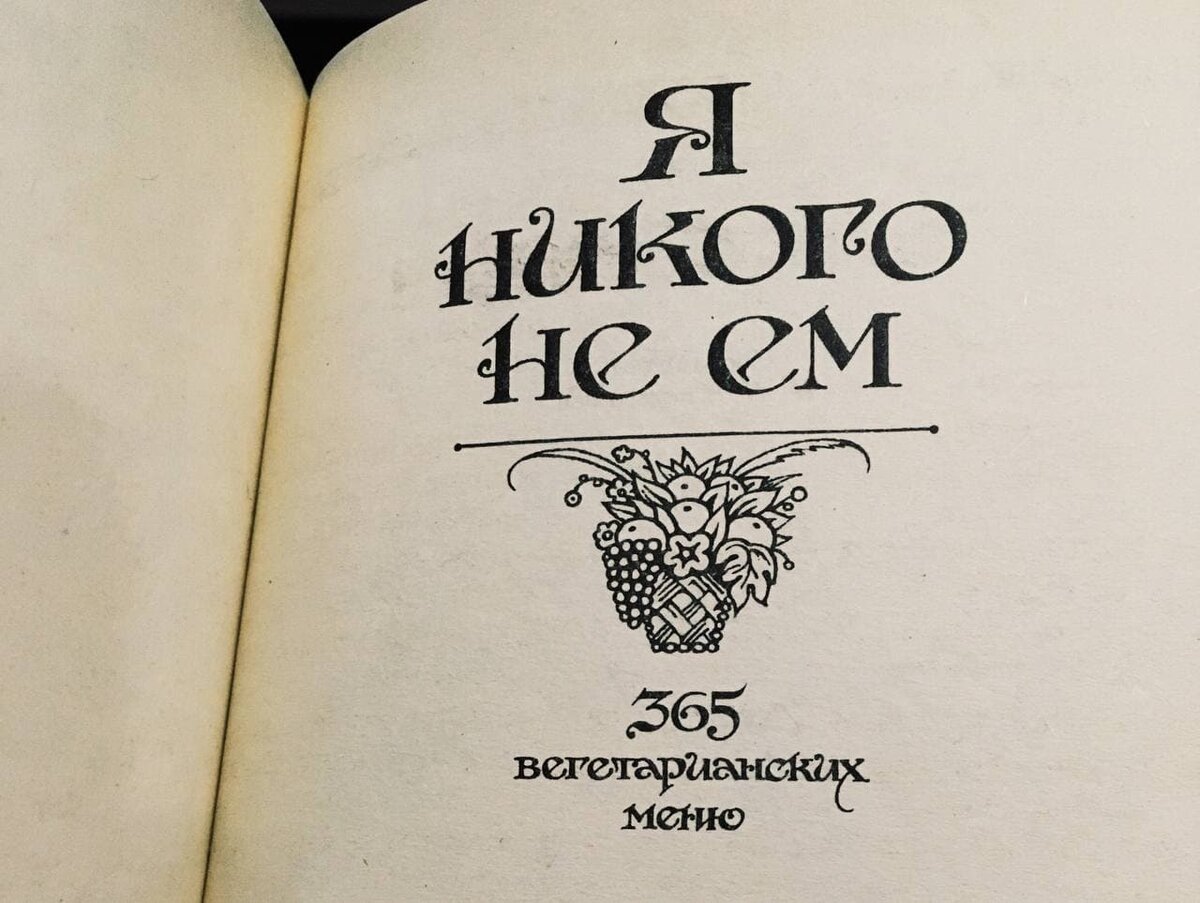 Я
НИКОГО
НЕ ЕМ
365
ВЕГЕТАРИАНСКИХ
МЕНЮ